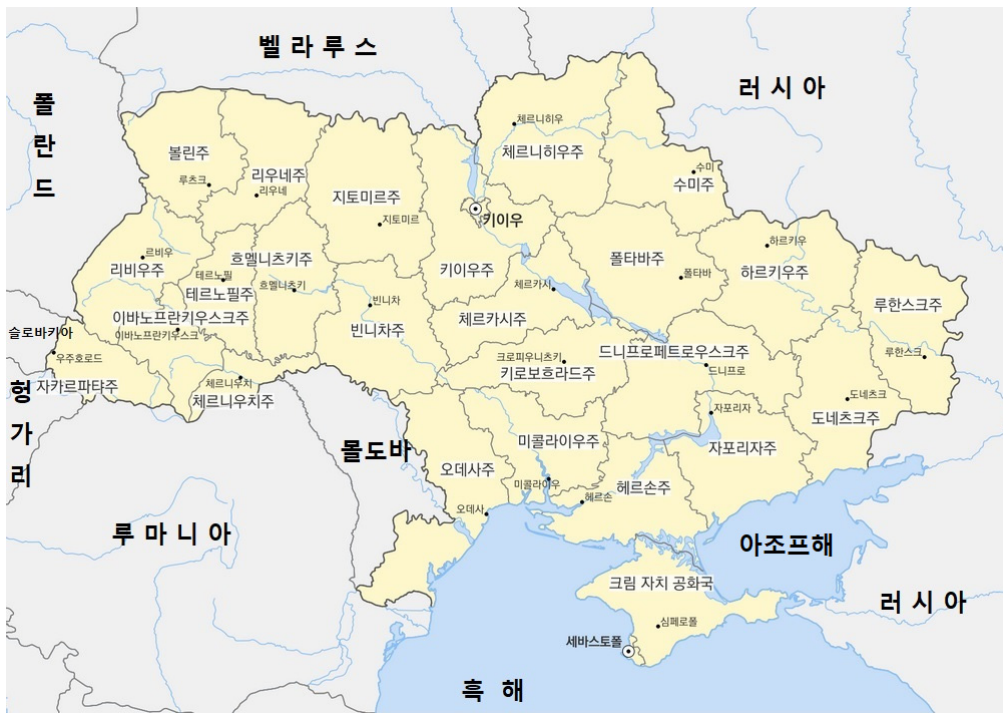 벨 라 루 스
러 시 아
폴
란
드
체르니히우
체르니히우주
볼린주
루츠크
리우네주
리우네
지토미르주
지토미르
수미
수미주
키이우
르비우
리비우주
흐멜니츠키주
흐멜니츠키
테르노필
테르노필주
키이우주
체르카시
체르카시주
폴타바주
폴타바
하르키우
하르키우주
루한스크주
루한스크
이바노프란키우스크주
이바노프란키우스크
빈니차
빈니차주
슬로바키아
우주호로드
자카르파탸주
헝
가
리
체르니우치
체르니우치주
크로피우니츠키
키로보흐라드주
드니프로페트로우스크주
드니프로
도네츠크
도네츠크주
자포리자
자포리자주
몰도바
오데사주
오데사
미콜라이우주
미콜라이우
헤르손주
헤르손
루 마 니 아
아조프해
크림 자치 공화국
심페로폴
세바스토폴
러 시 아
흑 해